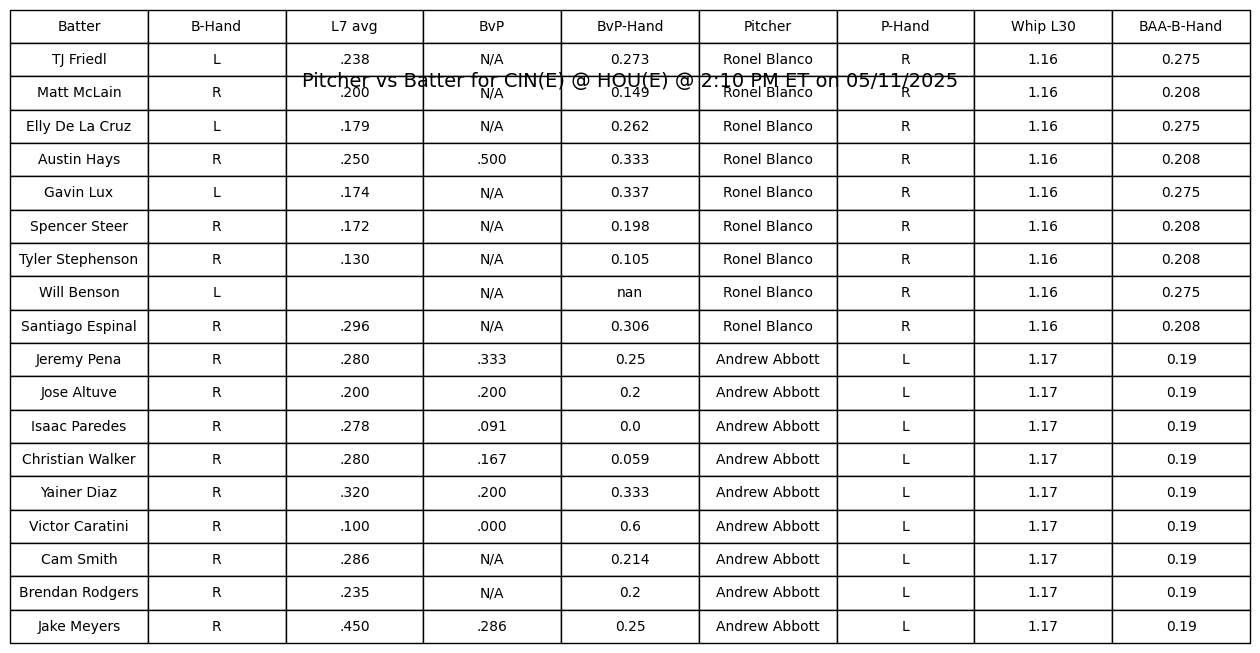 Batter B-Hand L7 avg BvP BvP-Hand Pitcher P-Hand Whip L30 BAA-B-Hand
TJ Friedl L .238 N/A 0.273 Ronel Blanco R 1.16 0.275
Pitcher vs Batter for CIN(E) @ HOU(E) @ 2:10 PM ET on 05/11/2025
Matt McLain R .200 N/A 0.149 Ronel Blanco R 1.16 0.208
Elly De La Cruz L .179 N/A 0.262 Ronel Blanco R 1.16 0.275
Austin Hays R .250 .500 0.333 Ronel Blanco R 1.16 0.208
Gavin Lux L .174 N/A 0.337 Ronel Blanco R 1.16 0.275
Spencer Steer R .172 N/A 0.198 Ronel Blanco R 1.16 0.208
Tyler Stephenson R .130 N/A 0.105 Ronel Blanco R 1.16 0.208
Will Benson L N/A nan Ronel Blanco R 1.16 0.275
Santiago Espinal R .296 N/A 0.306 Ronel Blanco R 1.16 0.208
Jeremy Pena R .280 .333 0.25 Andrew Abbott L 1.17 0.19
Jose Altuve R .200 .200 0.2 Andrew Abbott L 1.17 0.19
Isaac Paredes R .278 .091 0.0 Andrew Abbott L 1.17 0.19
Christian Walker R .280 .167 0.059 Andrew Abbott L 1.17 0.19
Yainer Diaz R .320 .200 0.333 Andrew Abbott L 1.17 0.19
Victor Caratini R .100 .000 0.6 Andrew Abbott L 1.17 0.19
Cam Smith R .286 N/A 0.214 Andrew Abbott L 1.17 0.19
Brendan Rodgers R .235 N/A 0.2 Andrew Abbott L 1.17 0.19
Jake Meyers R .450 .286 0.25 Andrew Abbott L 1.17 0.19